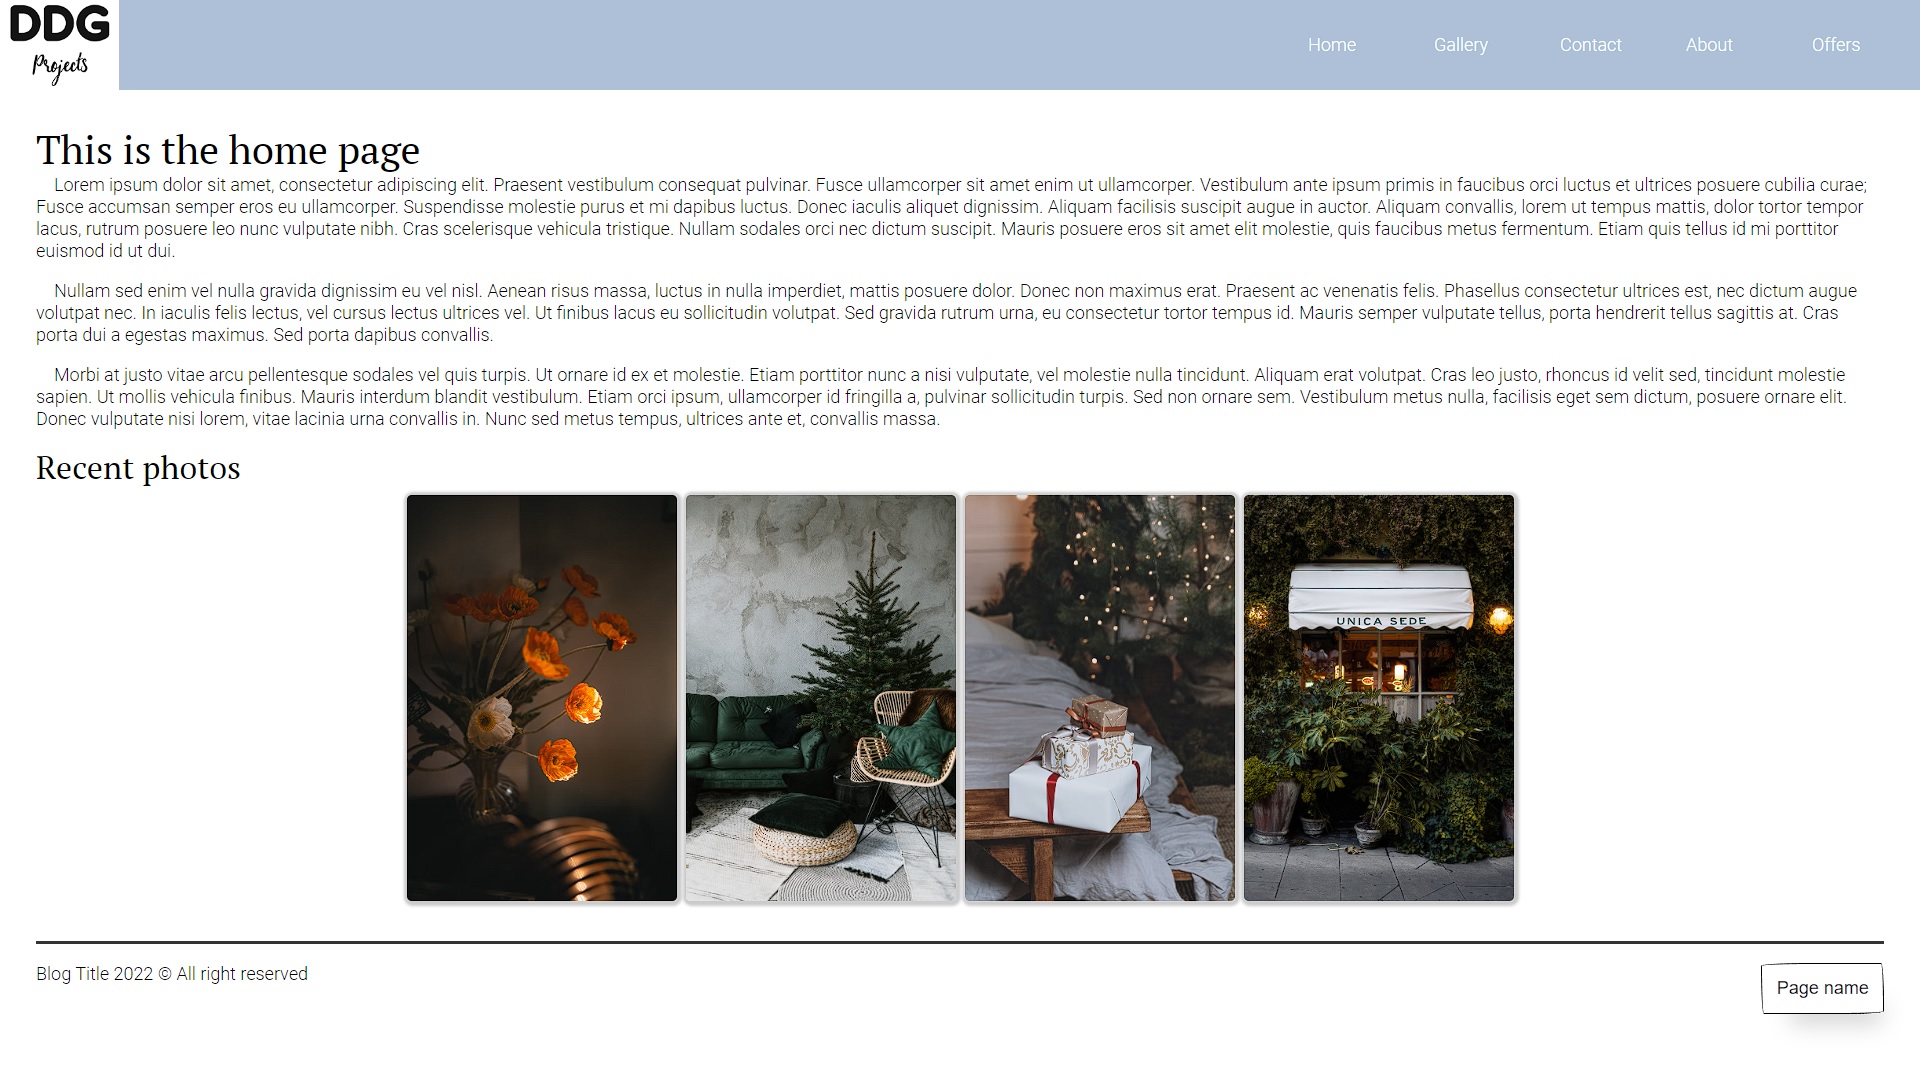 DDG
Projects
Home
Gallery
Contact
About
Offers
This is the home page
Lorem ipsum dolor sit amet, consectetur adipiscing elit. Praesent vestibulum consequat pulvinar. Fusce ullamcorper sit amet enim ut ullamcorper. Vestibulum ante ipsum primis in faucibus orci luctus et ultrices posuere cubilia curae;
Fusce accumsan semper eros eu ullamcorper. Suspendisse molestie purus et mi dapibus luctus. Donec iaculis aliquet dignissim. Aliquam facilisis suscipit augue in auctor. Aliquam convallis, lorem ut tempus mattis, dolor tortor tempor
lacus, rutrum posuere leo nunc vulputate nibh. Cras scelerisque vehicula tristique. Nullam sodales orci nec dictum suscipit. Mauris posuere eros sit amet elit molestie, quis faucibus metus fermentum. Etiam quis tellus id mi porttitor
euismod id ut dui.
Nullam sed enim vel nulla gravida dignissim eu vel nisl. Aenean risus massa, luctus in nulla imperdiet, mattis posuere dolor. Donec non maximus erat. Praesent ac venenatis felis. Phasellus consectetur ultrices est, nec dictum augue
volutpat nec. In iaculis felis lectus, vel cursus lectus ultrices vel. Ut finibus lacus eu sollicitudin volutpat. Sed gravida rutrum urna, eu consectetur tortor tempus id. Mauris semper vulputate tellus, porta hendrerit tellus sagittis at. Cras
porta dui a egestas maximus. Sed porta dapibus convallis.
Morbi at justo vitae arcu pellentesque sodales vel quis turpis. Ut ornare id ex et molestie. Etiam porttitor nunc a nisi vulputate, vel molestie nulla tincidunt. Aliquam erat volutpat. Cras leo justo, rhoncus id velit sed, tincidunt molestie
sapien. Ut mollis vehicula finibus. Mauris interdum blandit vestibulum. Etiam orci ipsum, ullamcorper id fringilla a, pulvinar sollicitudin turpis. Sed non ornare sem. Vestibulum metus nulla, facilisis eget sem dictum, posuere ornare elit.
Donec vulputate nisi lorem, vitae lacinia urna convallis in. Nunc sed metus tempus, ultrices ante et, convallis massa.
Recent photos
UNICA SEDE
Blog Title 2022 © All right reserved
Page name